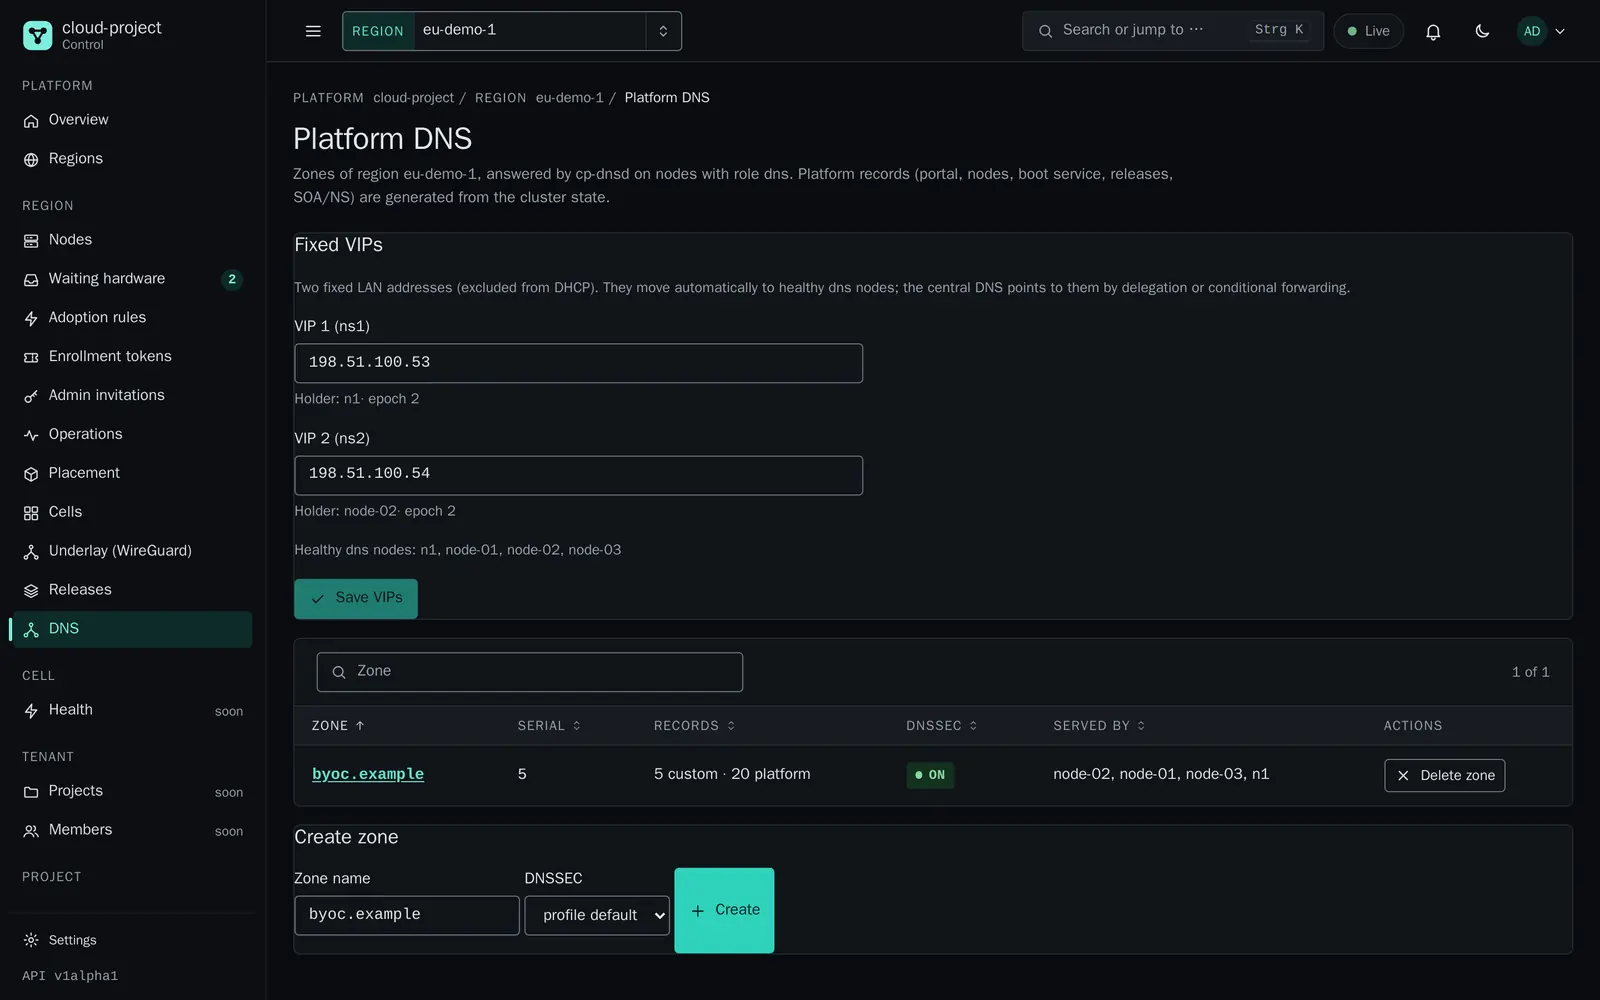 cloud-project
Control
PLATFORM
Overview
Regions
REGION
Nodes
Waiting hardware 2
Adoption rules
Enrollment tokens
Admin invitations
Operations
Placement
Cells
Underlay (WireGuard)
Releases
DNS
CELL
Health soon
TENANT
Projects soon
Members soon
PROJECT
Settings
API v1alpha1
REGION eu-demo-1
Search or jump to ··· Strg K
Live
AD
PLATFORM cloud-project / REGION eu-demo-1 / Platform DNS
Platform DNS
Zones of region eu-demo-1, answered by cp-dnsd on nodes with role dns. Platform records (portal, nodes, boot service, releases,
SOA/NS) are generated from the cluster state.
Fixed VIPs
Two fixed LAN addresses (excluded from DHCP). They move automatically to healthy dns nodes; the central DNS points to them by delegation or conditional forwarding.
VIP 1 (ns1)
198.51.100.53
Holder: n1· epoch 2
VIP 2 (ns2)
198.51.100.54
Holder: node-02· epoch 2
Healthy dns nodes: n1, node-01, node-02, node-03
Save VIPs
Zone
1 of 1
ZONE SERIAL RECORDS DNSSEC SERVED BY ACTIONS
byoc.example 5 5 custom · 20 platform ON node-02, node-01, node-03, n1 Delete zone
Create zone
Zone name DNSSEC
byoc.example profile default Create